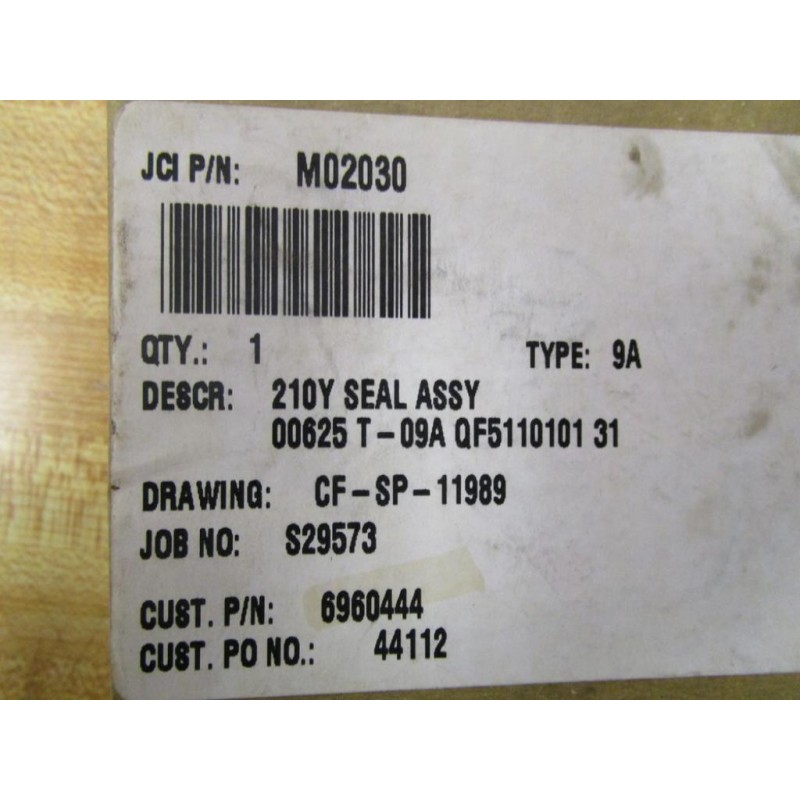 JCI P/N: M02030
QTY.: 1 TYPE: 9A
DESCR: 210Y SEAL ASSY
00625 T-09A QF5110101 31
DRAWING: CF-SP-11989
JOB NO: S29573
CUST. P/N: 6960444
CUST. PO NO.: 44112